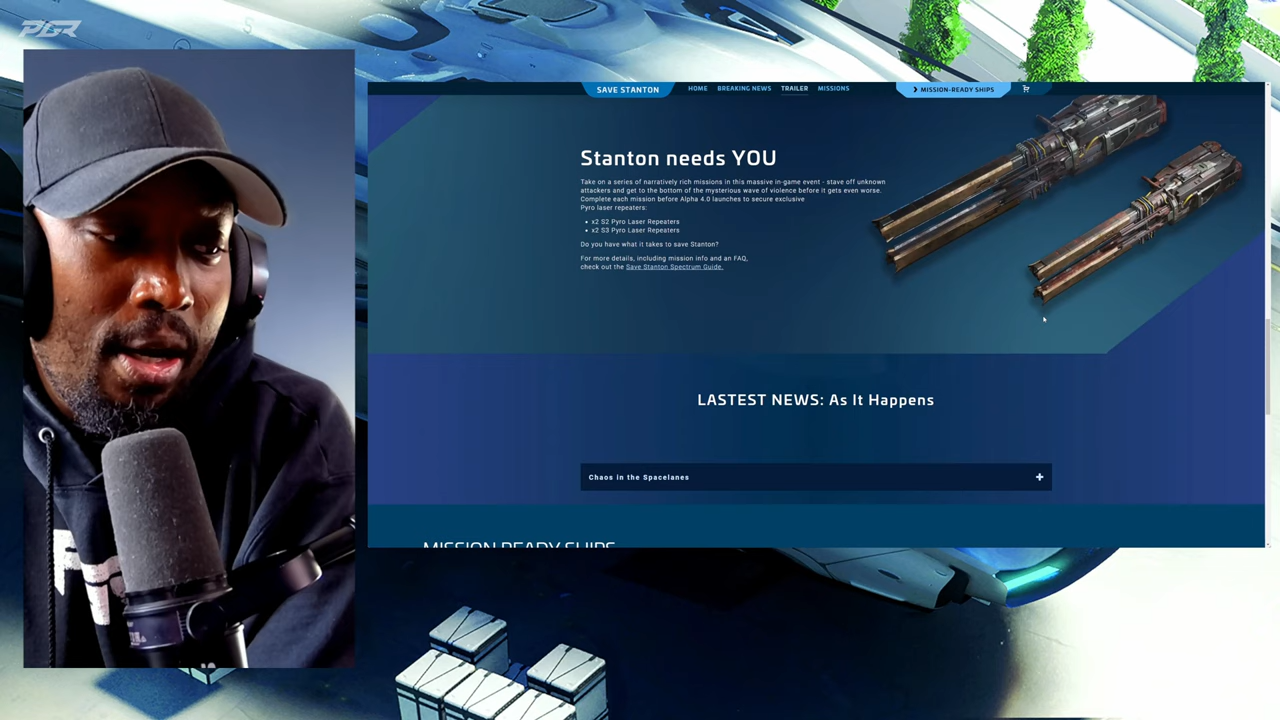 PGR
SAVE STANTON
HOME
BREAKING NEWS
TRAILER
MISSIONS
MISSION-READY SHIPS
Stanton needs YOU
Take on a series of narratively rich missions in this massive in-game event - stave off unknown
attackers and get to the bottom of the mysterious wave of violence before it gets even worse.
Complete each mission before Alpha 4.0 launches to secure exclusive
Pyro laser repeaters:
x2 S2 Pyro Laser Repeaters
x2 S3 Pyro Laser Repeaters
Do you have what it takes to save Stanton?
For more details, including mission info and an FAQ,
check out the Save Stanton Spectrum Guide.
LASTEST NEWS: As It Happens
Chaos in the Spacelanes
MISSION READY SHIPS